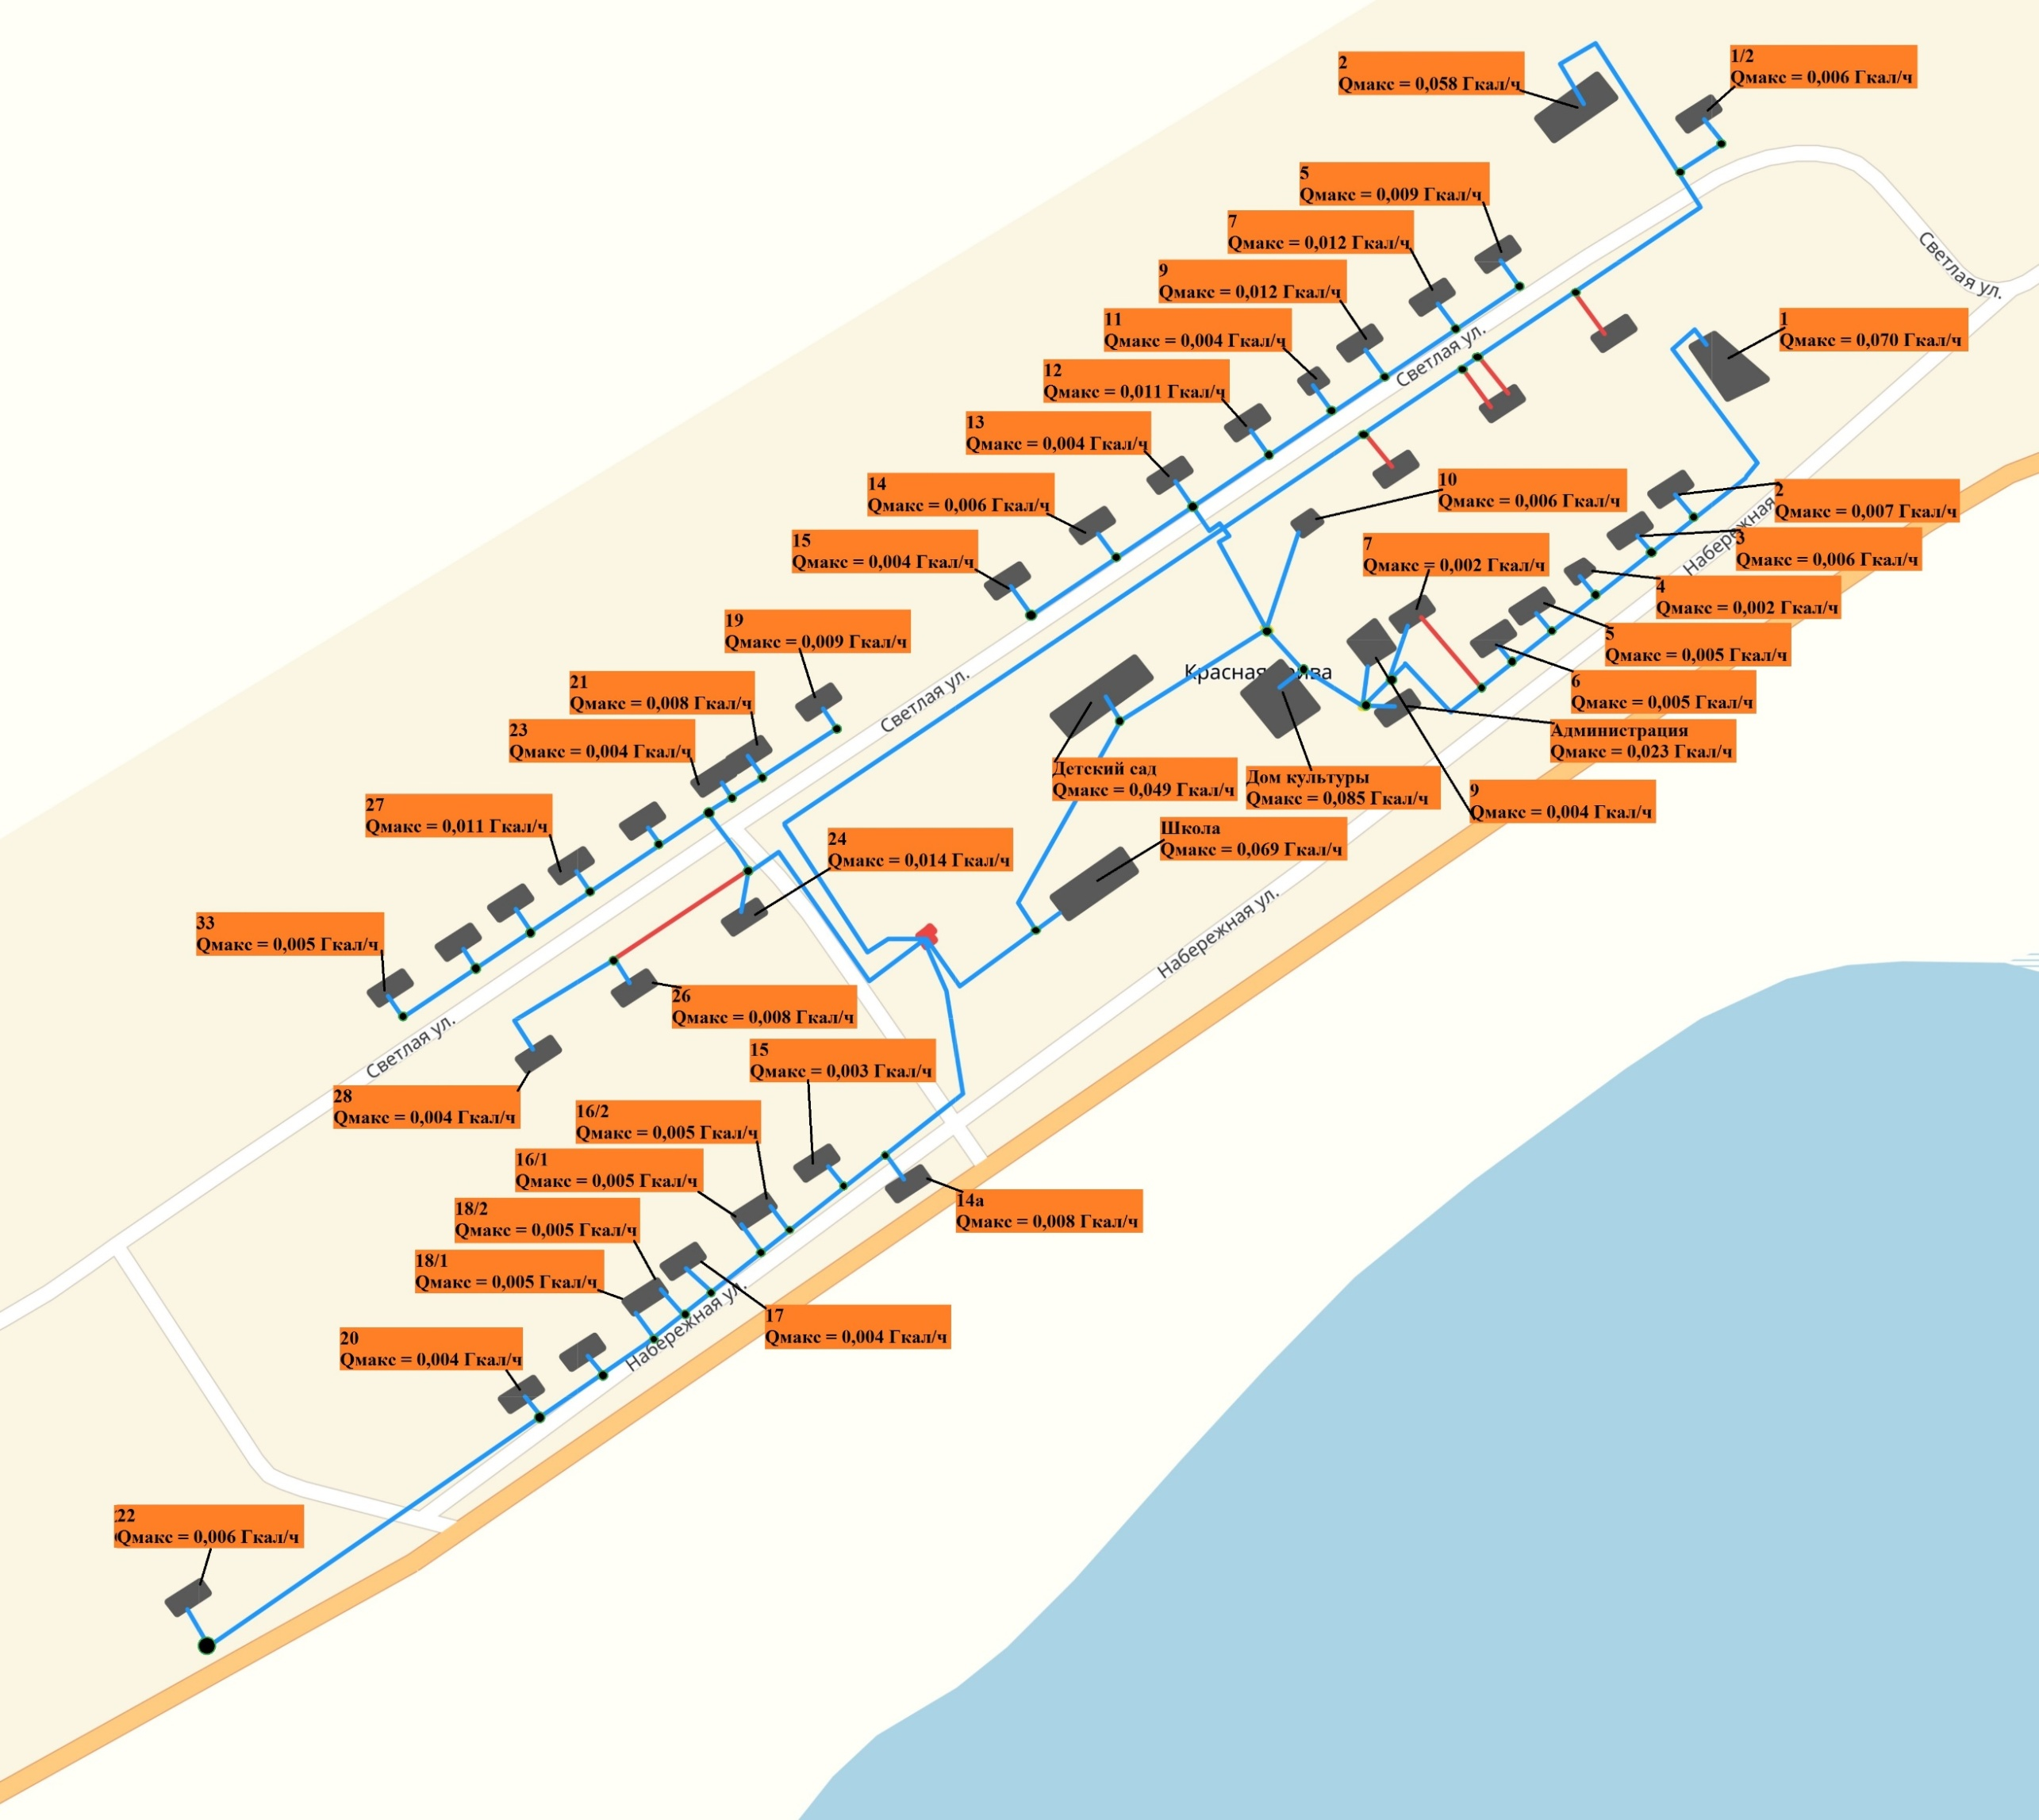 2
Qмакс = 0,058 Гкал/ч
1/2
Qмакс = 0,006 Гкал/ч
5
Qмакс = 0,009 Гкал/ч
7
Qмакс = 0,012 Гкал/ч
9
Qмакс = 0,012 Гкал/ч
11
Qмакс = 0,004 Гкал/ч
12
Qмакс = 0,011 Гкал/ч
13
Qмакс = 0,004 Гкал/ч
14
Qмакс = 0,006 Гкал/ч
15
Qмакс = 0,004 Гкал/ч
Светлая ул.
1
Qмакс = 0,070 Гкал/ч
Светлая ул.
10
Qмакс = 0,006 Гкал/ч
2
Qмакс = 0,007 Гкал/ч
Набережная
3
Qмакс = 0,006 Гкал/ч
7
Qмакс = 0,002 Гкал/ч
4
Qмакс = 0,002 Гкал/ч
5
Qмакс = 0,005 Гкал/ч
6
Qмакс = 0,005 Гкал/ч
Администрация
Qмакс = 0,023 Гкал/ч
9
Qмакс = 0,004 Гкал/ч
19
Qмакс = 0,009 Гкал/ч
Светлая ул.
21
Qмакс = 0,008 Гкал/ч
23
Qмакс = 0,004 Гкал/ч
Детский сад
Qмакс = 0,049 Гкал/ч
Дом культуры
Qмакс = 0,085 Гкал/ч
27
Qмакс = 0,011 Гкал/ч
24
Qмакс = 0,014 Гкал/ч
Школа
Qмакс = 0,069 Гкал/ч
Набережная ул.
33
Qмакс = 0,005 Гкал/ч
26
Qмакс = 0,008 Гкал/ч
Светлая ул.
28
Qмакс = 0,004 Гкал/ч
15
Qмакс = 0,003 Гкал/ч
16/2
Qмакс = 0,005 Гкал/ч
16/1
Qмакс = 0,005 Гкал/ч
14а
Qмакс = 0,008 Гкал/ч
18/2
Qмакс = 0,005 Гкал/ч
18/1
Qмакс = 0,005 Гкал/ч
17
Qмакс = 0,004 Гкал/ч
Набережная ул.
20
Qмакс = 0,004 Гкал/ч
22
Qмакс = 0,006 Гкал/ч